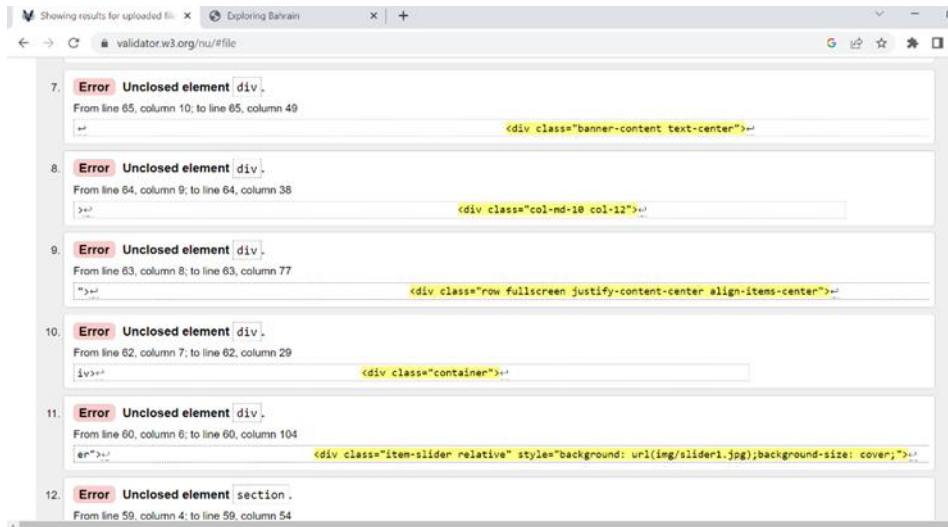 Showing results for uploaded fil
Exploring Bahrain
validator.w3.org/nu/#file
7. Error Unclosed element div.
From line 65, column 10; to line 65, column 49
↩ <div class="banner-content text-center">↩
8. Error Unclosed element div.
From line 64, column 9; to line 64, column 38
>↩ <div class="col-md-10 col-12">↩
9. Error Unclosed element div.
From line 63, column 8; to line 63, column 77
">↩ <div class="row fullscreen justify-content-center align-items-center">↩
10. Error Unclosed element div.
From line 62, column 7; to line 62, column 29
iv>↩ <div class="container">↩
11. Error Unclosed element div.
From line 60, column 6; to line 60, column 104
er">↩ <div class="item-slider relative" style="background: url(img/slider1.jpg);background-size: cover;">↩
12. Error Unclosed element section.
From line 59, column 4; to line 59, column 54